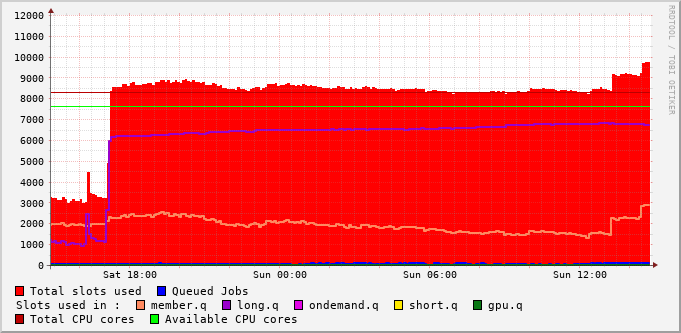 12000
11000
10000
9000
8000
7000
6000
5000
4000
3000
2000
1000
0
Sat 18:00 Sun 00:00 Sun 06:00 Sun 12:00
Total slots used Queued Jobs
Slots used in : member.q long.q ondemand.q short.q gpu.q
Total CPU cores Available CPU cores
RRDTOOL / TOBI OETIKER